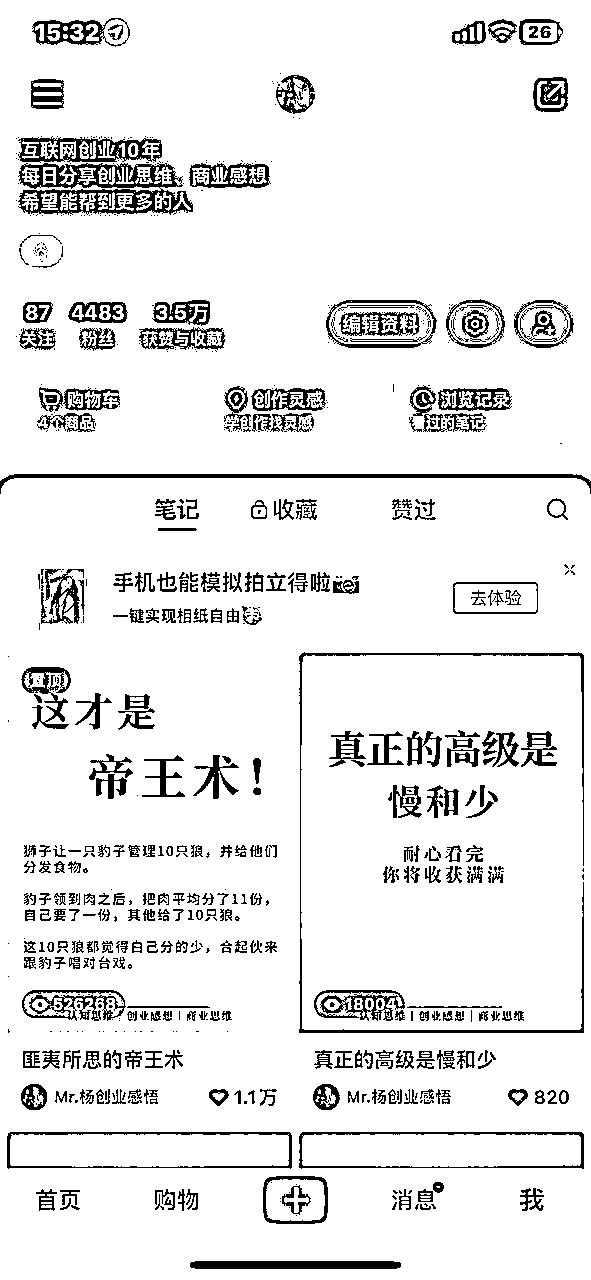 15:32
26
互联网创业10年
每日分享创业思维、商业感想
希望能帮到更多的人
87 4483 3.5万
关注 粉丝 获赞与收藏
编辑资料
购物车 创作灵感 浏览记录
4个商品 学创作找灵感 看过的笔记
笔记 收藏 赞过
手机也能模拟拍立得啦
一键实现相纸自由
去体验
置顶
这才是
帝王术！
狮子让一只豹子管理10只狼，并给他们
分发食物。
豹子领到肉之后，把肉平均分了11份，
自己要了一份，其他给了10只狼。
这10只狼都觉得自己分的少，合起伙来
跟豹子唱对台戏。
526268
认知思维 | 创业感想 | 商业思维
匪夷所思的帝王术
Mr.杨创业感悟 1.1万
真正的高级是
慢和少
耐心看完
你将收获满满
18004
认知思维 | 创业感想 | 商业思维
真正的高级是慢和少
Mr.杨创业感悟 820
首页 购物 消息 我